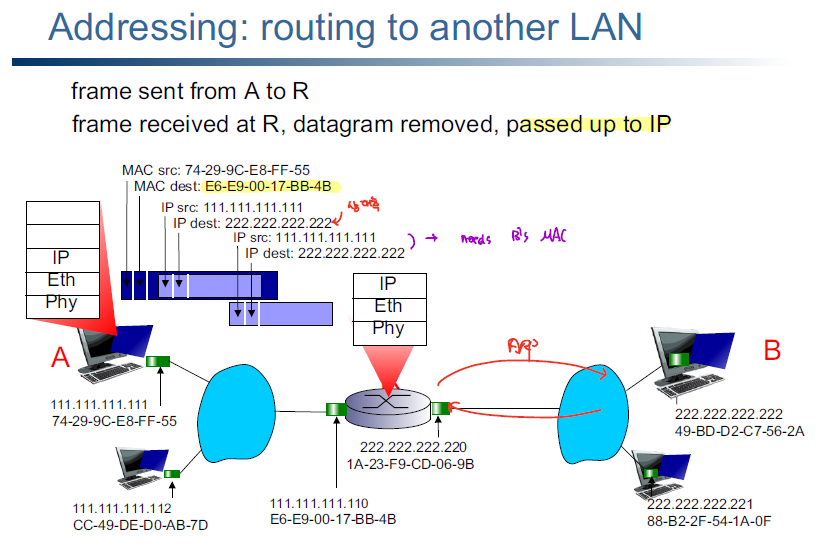 Addressing: routing to another LAN
frame sent from A to R
frame received at R, datagram removed, passed up to IP
MAC src: 74-29-9C-E8-FF-55
MAC dest: E6-E9-00-17-BB-4B
IP src: 111.111.111.111
IP dest: 222.222.222.222
IP src: 111.111.111.111
IP dest: 222.222.222.222
→ needs B's MAC
IP
Eth
Phy
IP
Eth
Phy
A
ARP
B
111.111.111.111
74-29-9C-E8-FF-55
222.222.222.222
49-BD-D2-C7-56-2A
222.222.222.220
1A-23-F9-CD-06-9B
111.111.111.112
CC-49-DE-D0-AB-7D
111.111.111.110
E6-E9-00-17-BB-4B
222.222.222.221
88-B2-2F-54-1A-0F